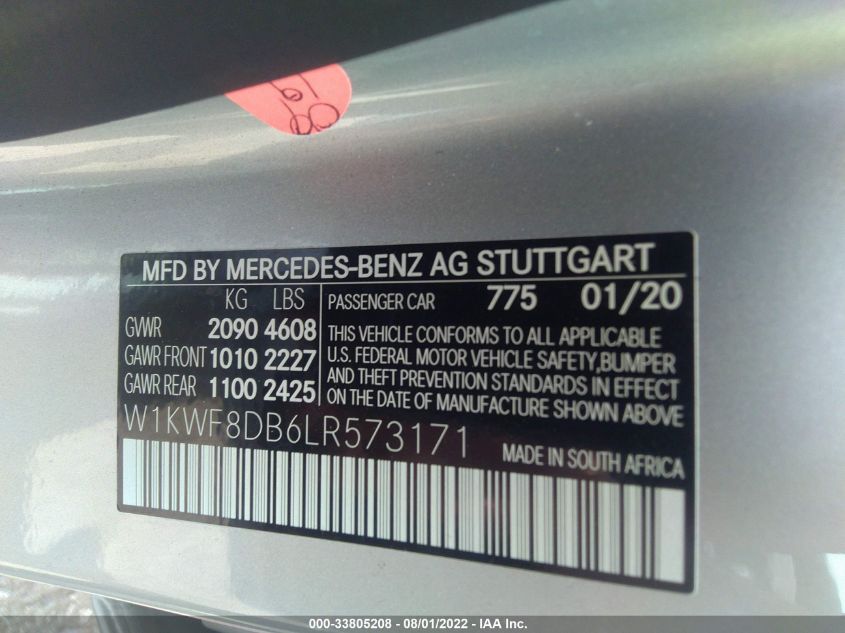 MFD BY MERCEDES-BENZ AG STUTTGART
KG LBS
GVWR 2090 4608
GAWR FRONT 1010 2227
GAWR REAR 1100 2425
PASSENGER CAR 775 01/20
THIS VEHICLE CONFORMS TO ALL APPLICABLE
U.S. FEDERAL MOTOR VEHICLE SAFETY,BUMPER
AND THEFT PREVENTION STANDARDS IN EFFECT
ON THE DATE OF MANUFACTURE SHOWN ABOVE
W1KWF8DB6LR573171
MADE IN SOUTH AFRICA
000-33805208 - 08/01/2022 - IAA Inc.